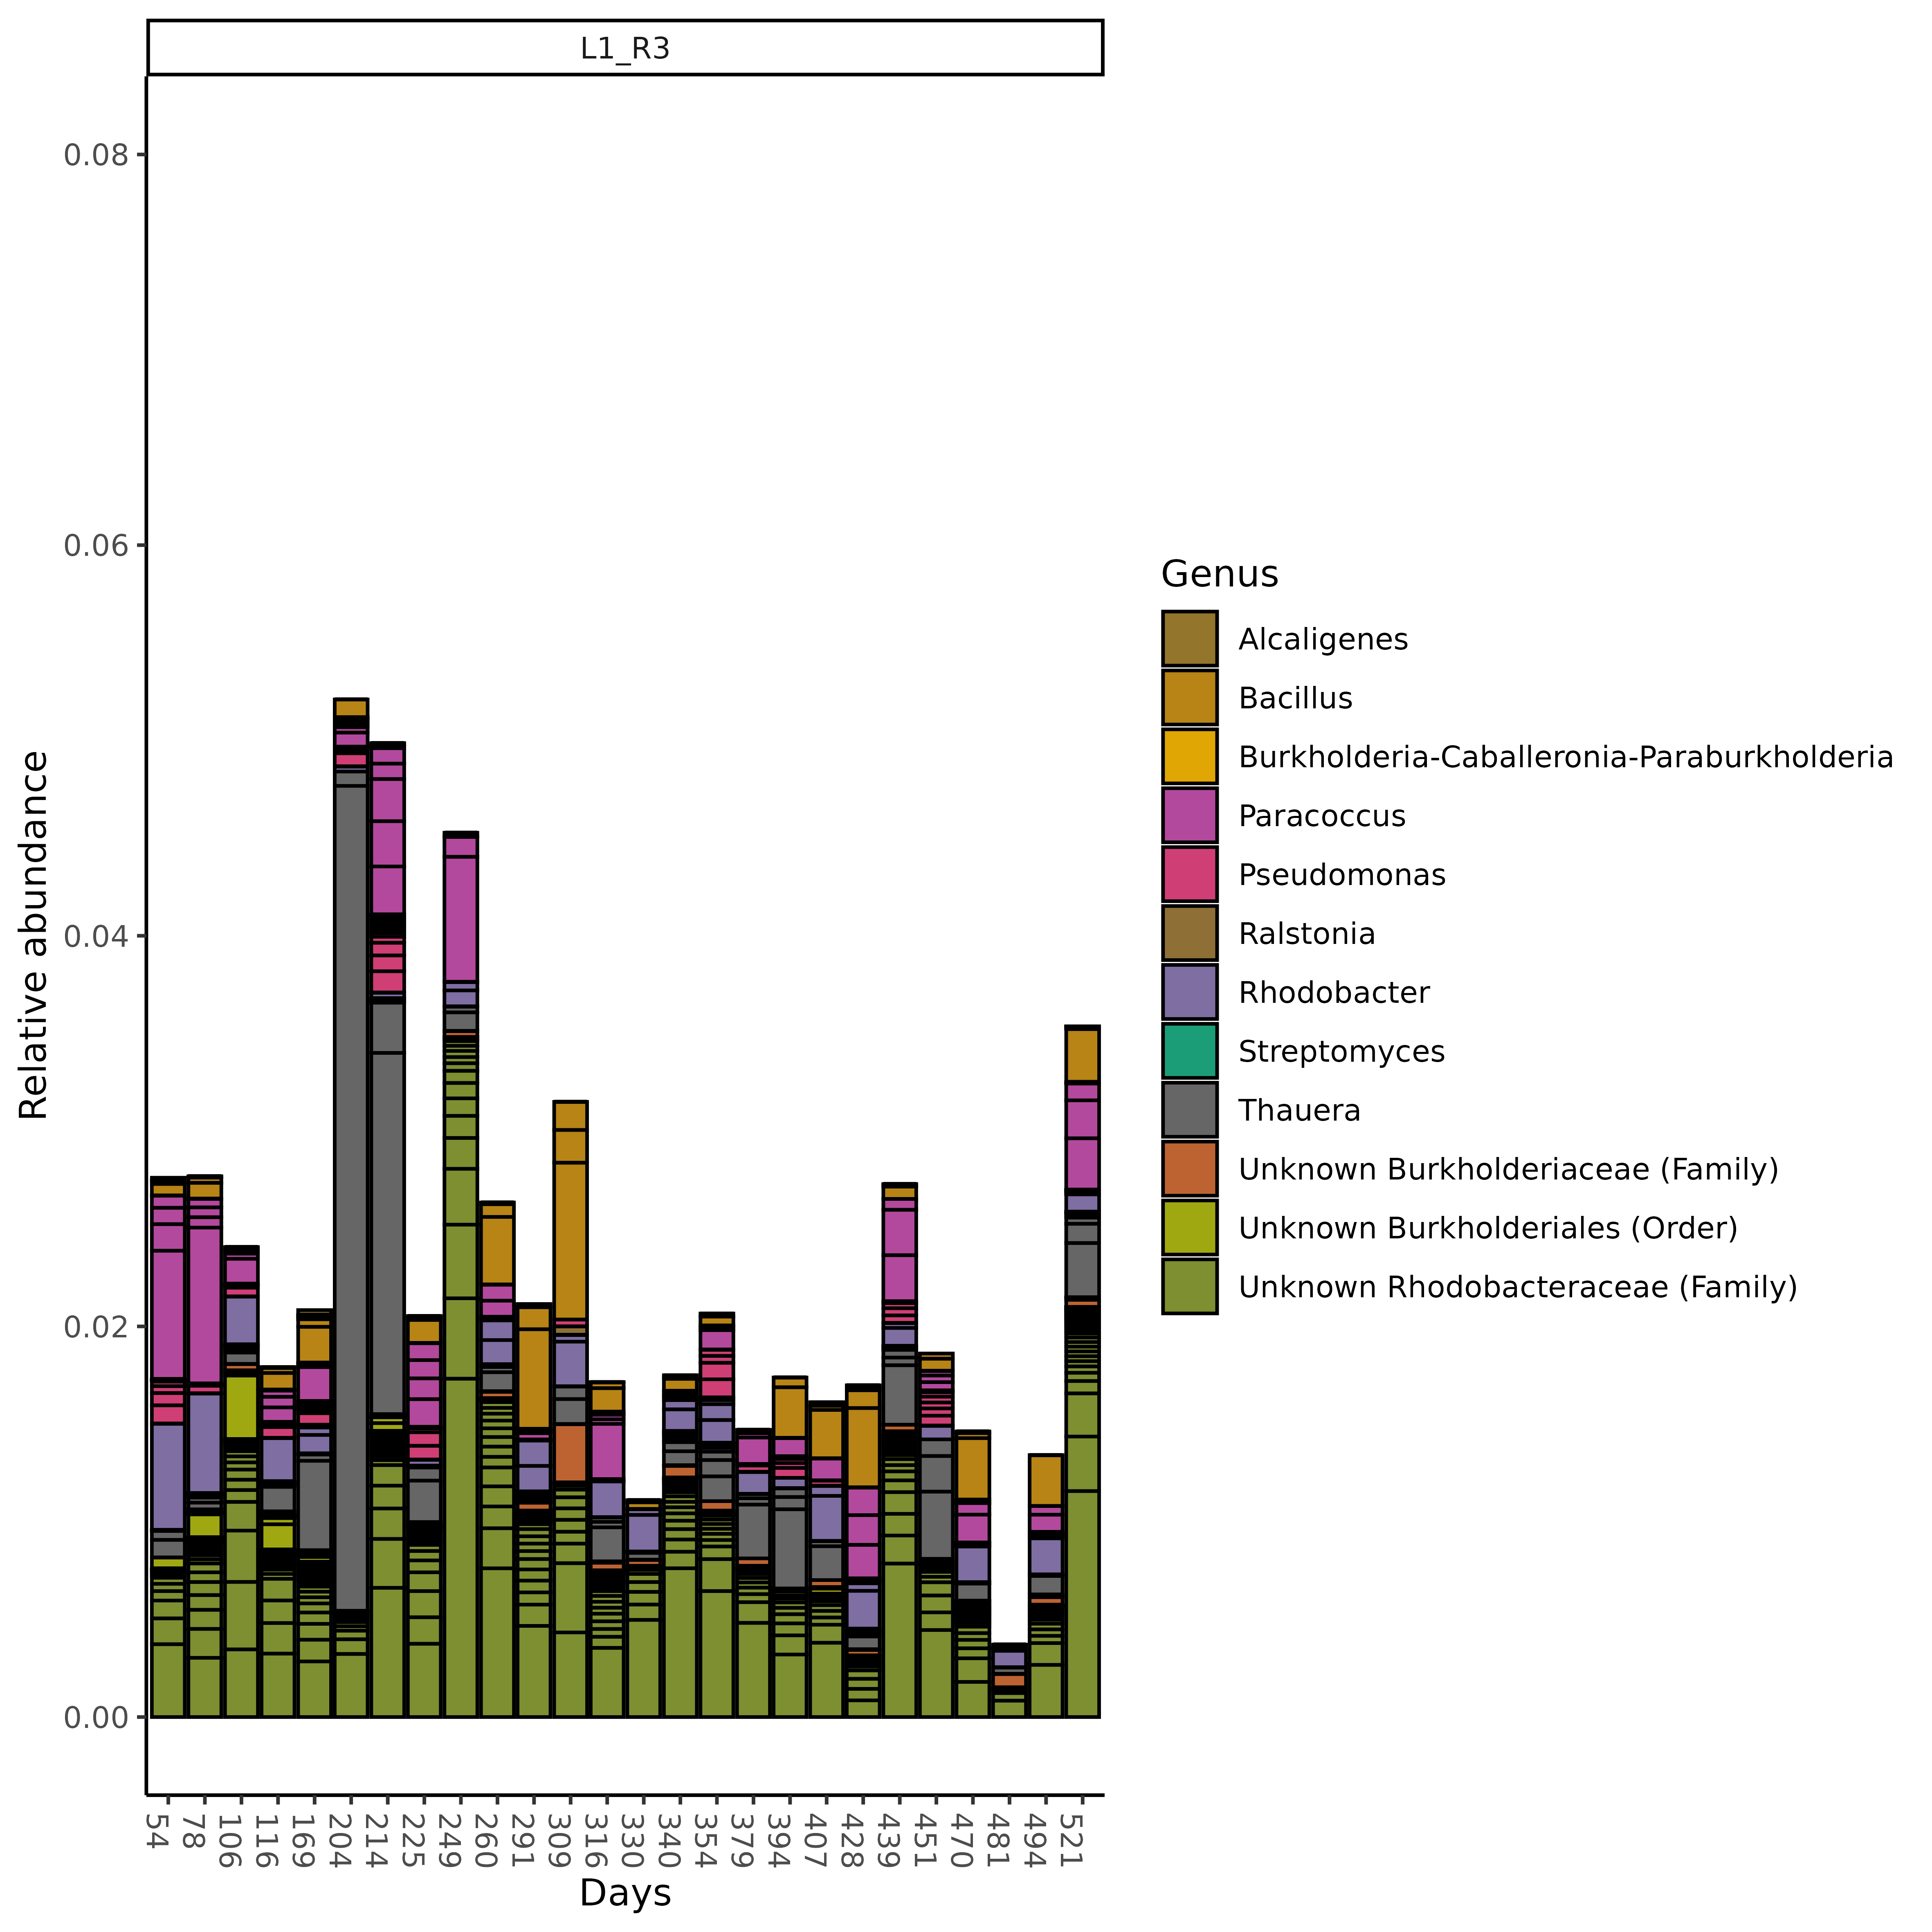 L1_R3
0.08
0.06
0.04
0.02
0.00
Relative abundance
54 78 106 116 169 204 214 225 249 260 291 309 316 330 340 354 379 394 407 428 439 451 470 481 494 521
Days
Genus
Alcaligenes
Bacillus
Burkholderia-Caballeronia-Paraburkholderia
Paracoccus
Pseudomonas
Ralstonia
Rhodobacter
Streptomyces
Thauera
Unknown Burkholderiaceae (Family)
Unknown Burkholderiales (Order)
Unknown Rhodobacteraceae (Family)